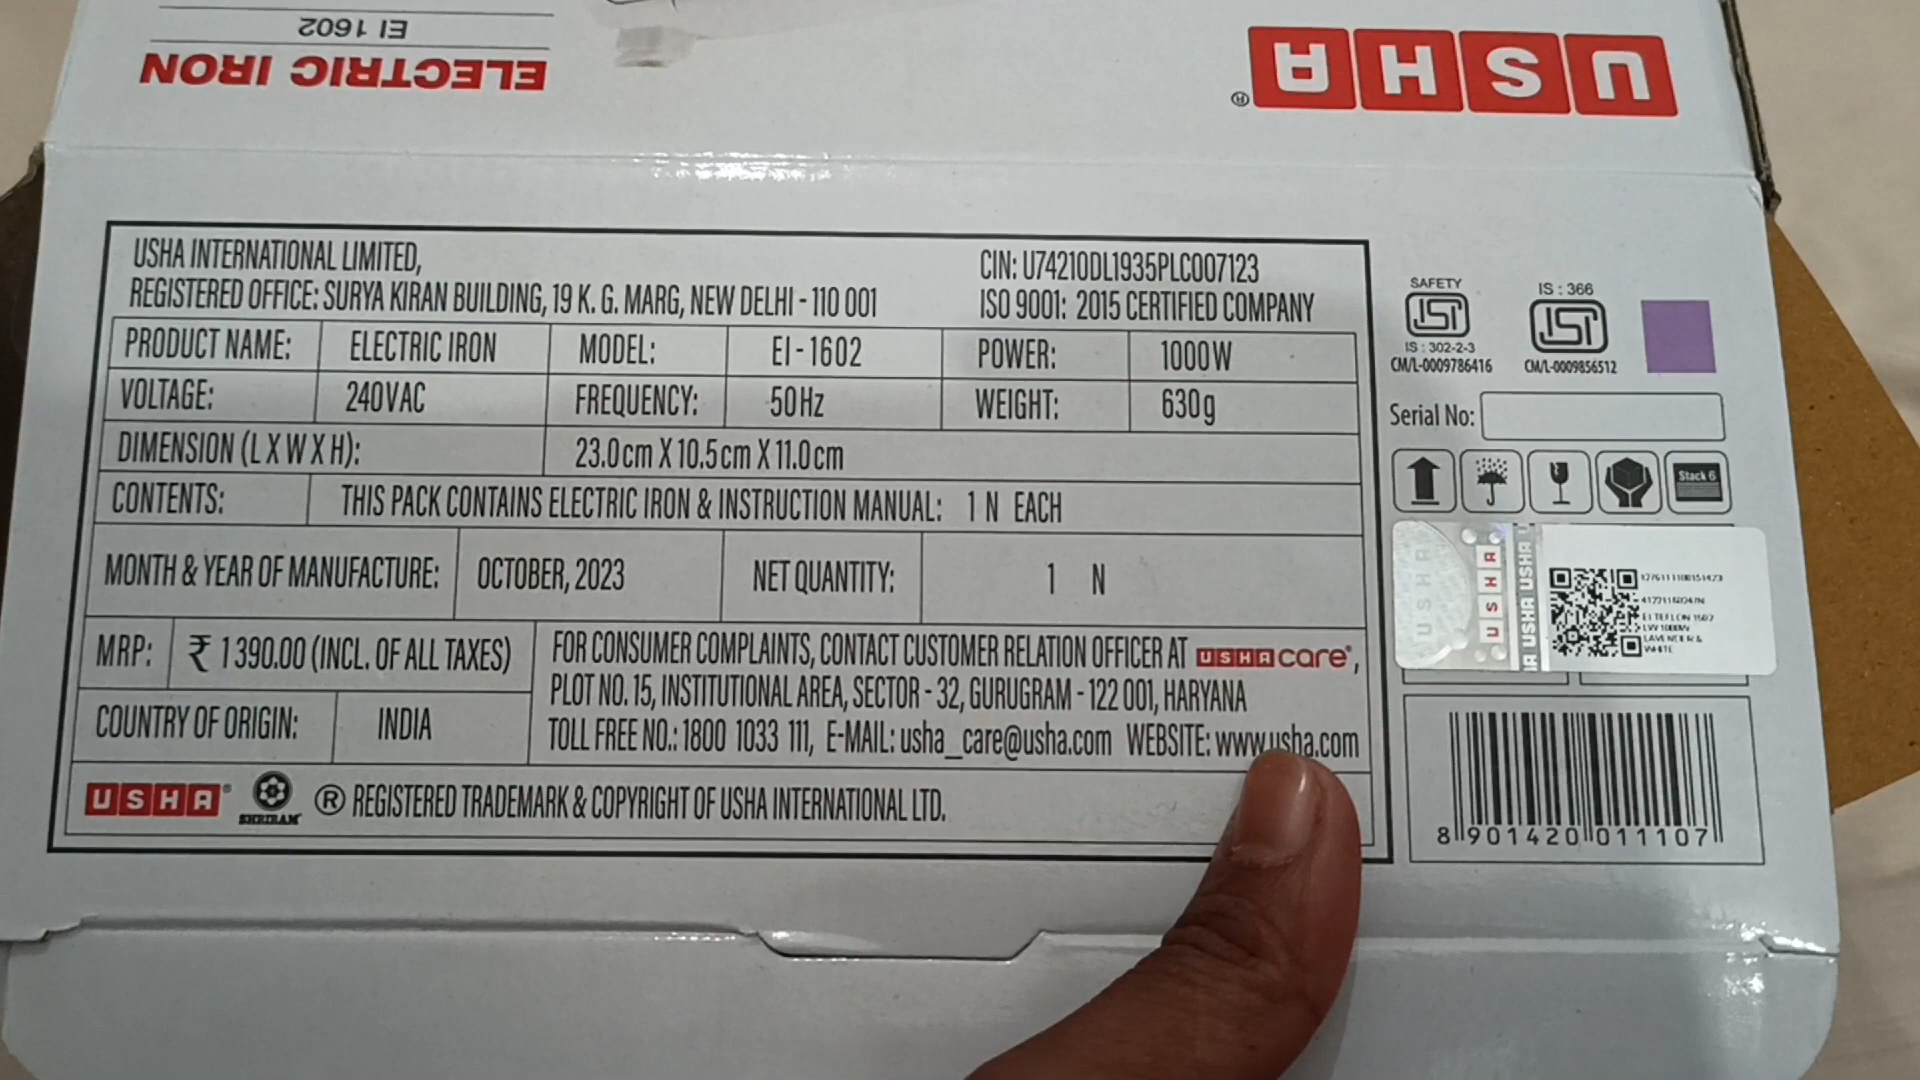 EI 1602
ELECTRIC IRON
USHA®
USHA INTERNATIONAL LIMITED,
REGISTERED OFFICE: SURYA KIRAN BUILDING, 19 K. G. MARG, NEW DELHI - 110 001
CIN: U74210DL1935PLC007123
ISO 9001: 2015 CERTIFIED COMPANY
PRODUCT NAME: ELECTRIC IRON MODEL: EI - 1602 POWER: 1000W
VOLTAGE: 240VAC FREQUENCY: 50Hz WEIGHT: 630g
DIMENSION (L X W X H): 23.0cm X 10.5cm X 11.0cm
CONTENTS: THIS PACK CONTAINS ELECTRIC IRON & INSTRUCTION MANUAL: 1 N EACH
MONTH & YEAR OF MANUFACTURE: OCTOBER, 2023 NET QUANTITY: 1 N
MRP: ₹ 1390.00 (INCL. OF ALL TAXES)
COUNTRY OF ORIGIN: INDIA
FOR CONSUMER COMPLAINTS, CONTACT CUSTOMER RELATION OFFICER AT USHA care®,
PLOT NO. 15, INSTITUTIONAL AREA, SECTOR - 32, GURUGRAM - 122 001, HARYANA
TOLL FREE NO.: 1800 1033 111, E-MAIL: usha_care@usha.com WEBSITE: www.usha.com
USHA® SHRIRAM ® REGISTERED TRADEMARK & COPYRIGHT OF USHA INTERNATIONAL LTD.
SAFETY
ISI
IS : 302-2-3
CM/L-0009786416
IS : 366
ISI
CM/L-0009856512
Serial No:
Stack 6
USHA
USHA
USHA USHA
LAVENDER &
WHITE
8 901420 011107